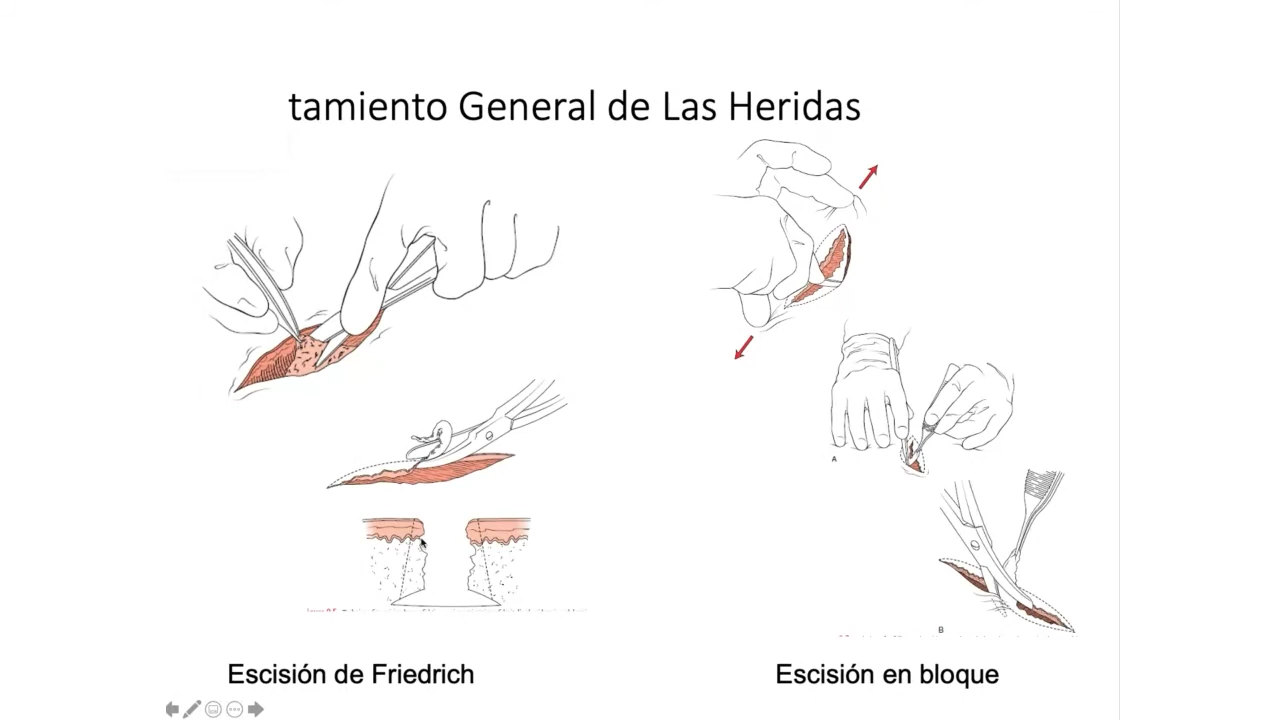 tamiento General de Las Heridas
A
B
Escisión de Friedrich
Escisión en bloque